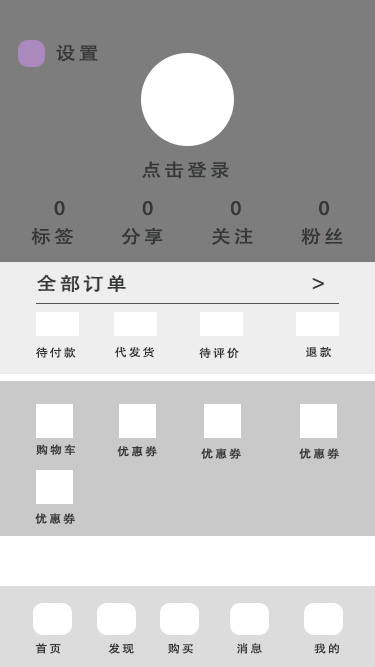 设置
点击登录
0 0 0 0
标签 分享 关注 粉丝
全部订单 >
待付款 代发货 待评价 退款
购物车 优惠券 优惠券 优惠券
优惠券
首页 发现 购买 消息 我的